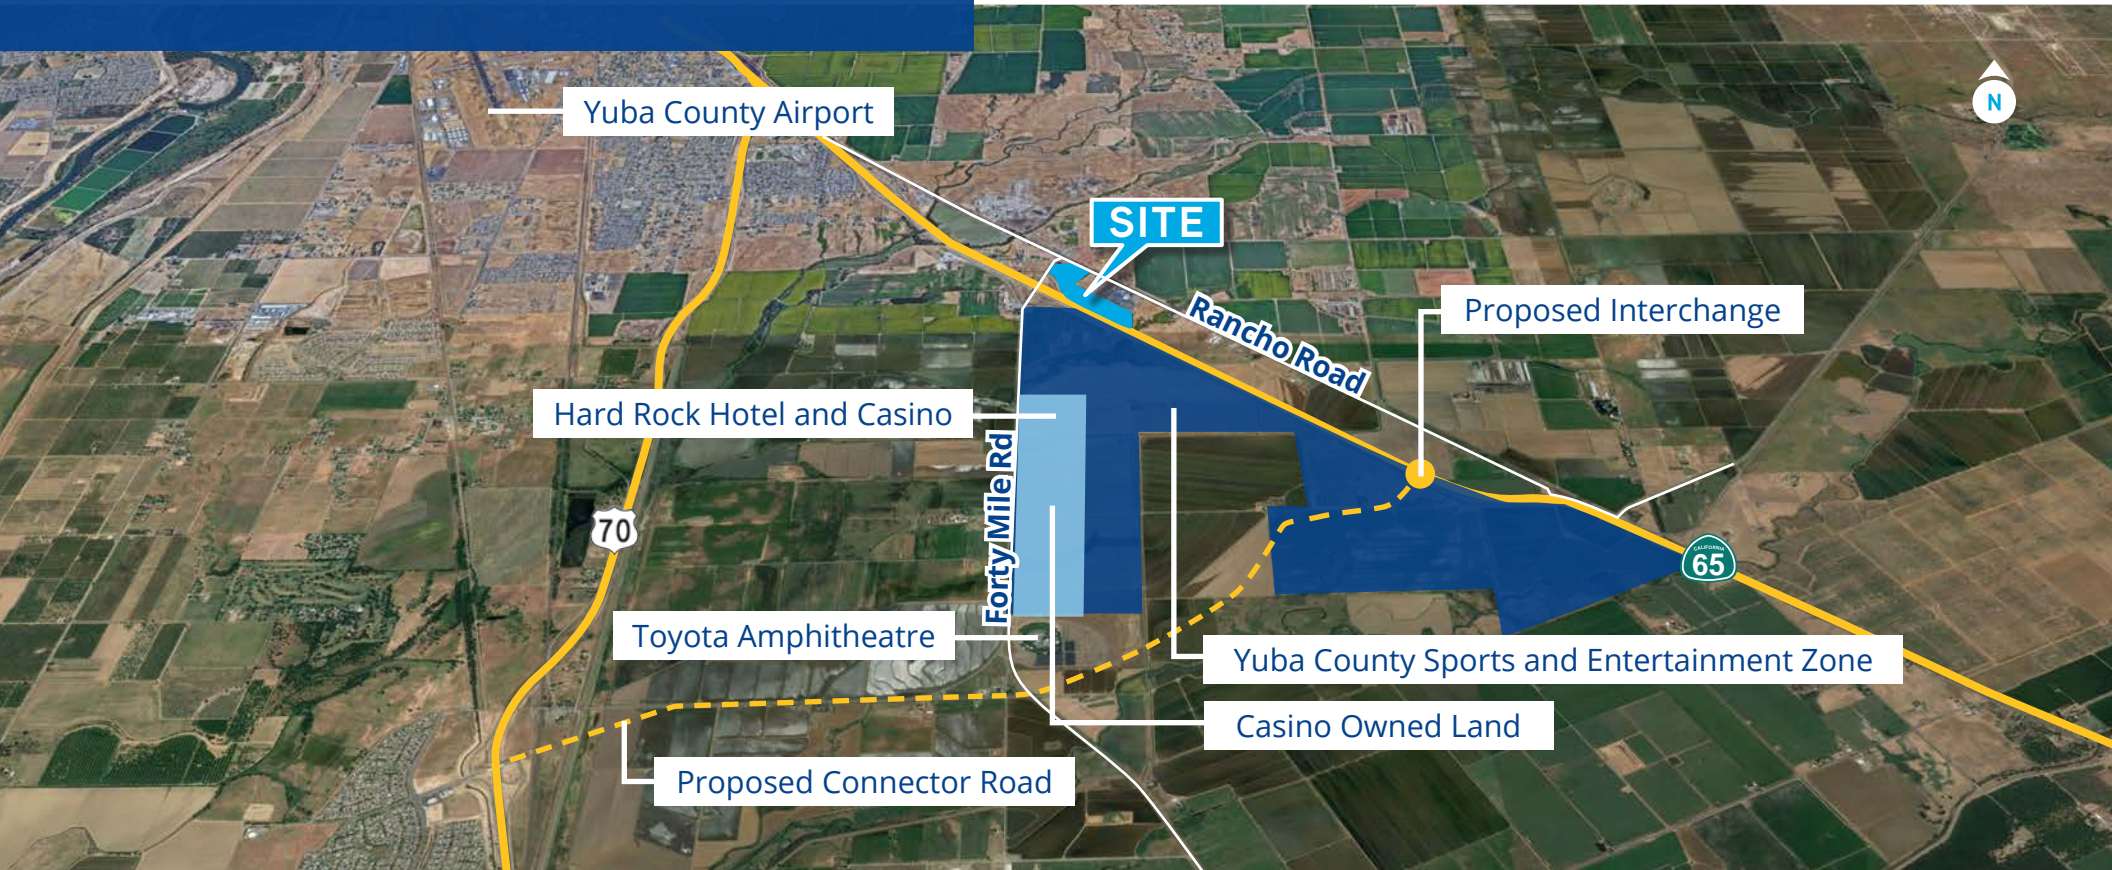 Yuba County Airport
N
SITE
Rancho Road
Proposed Interchange
Hard Rock Hotel and Casino
Forty Mile Rd
70
CALIFORNIA
65
Toyota Amphitheatre
Yuba County Sports and Entertainment Zone
Casino Owned Land
Proposed Connector Road